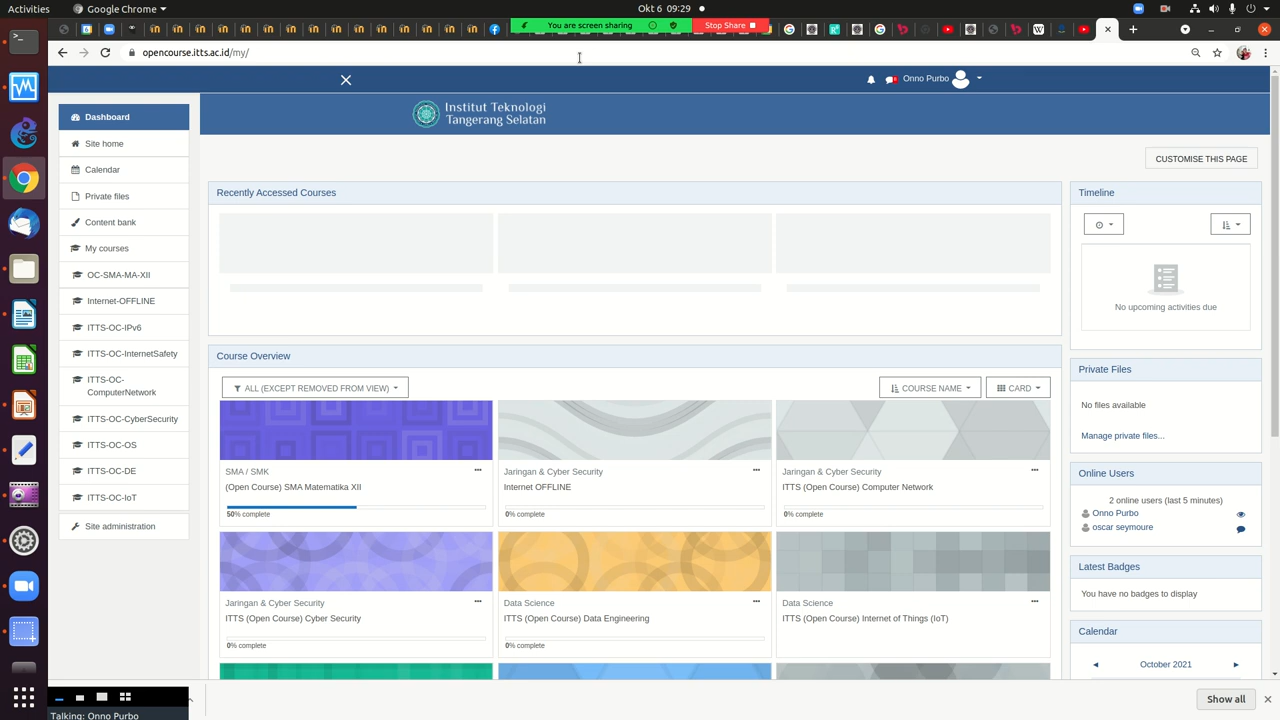 Google Chrome
Okt 6 09:29
You are screen sharing
Stop Share
opencourse.itts.ac.id/my/
Onno Purbo
Institut Teknologi
Tangerang Selatan
Dashboard
Site home
Calendar
Private files
Content bank
My courses
OC-SMA-MA-XII
Internet-OFFLINE
ITTS-OC-IPv6
ITTS-OC-InternetSafety
ITTS-OC-
ComputerNetwork
ITTS-OC-CyberSecurity
ITTS-OC-OS
ITTS-OC-DE
ITTS-OC-IoT
Site administration
CUSTOMISE THIS PAGE
Recently Accessed Courses
Course Overview
ALL (EXCEPT REMOVED FROM VIEW)
COURSE NAME
CARD
SMA / SMK
(Open Course) SMA Matematika XII
50% complete
Jaringan & Cyber Security
Internet OFFLINE
0% complete
Jaringan & Cyber Security
ITTS (Open Course) Computer Network
0% complete
Jaringan & Cyber Security
ITTS (Open Course) Cyber Security
0% complete
Data Science
ITTS (Open Course) Data Engineering
0% complete
Data Science
ITTS (Open Course) Internet of Things (IoT)
Timeline
No upcoming activities due
Private Files
No files available
Manage private files...
Online Users
2 online users (last 5 minutes)
Onno Purbo
oscar seymoure
Latest Badges
You have no badges to display
Calendar
◄ October 2021 ►
Show all
Talking: Onno Purbo